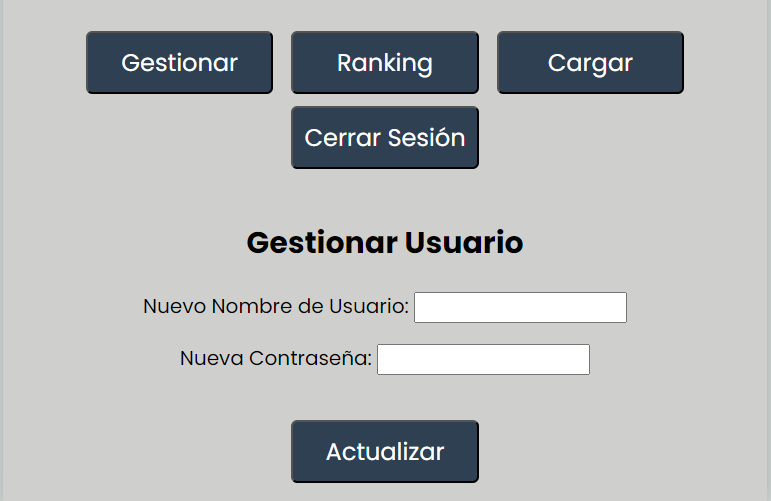 Gestionar Ranking Cargar
Cerrar Sesión
Gestionar Usuario
Nuevo Nombre de Usuario:
Nueva Contraseña:
Actualizar